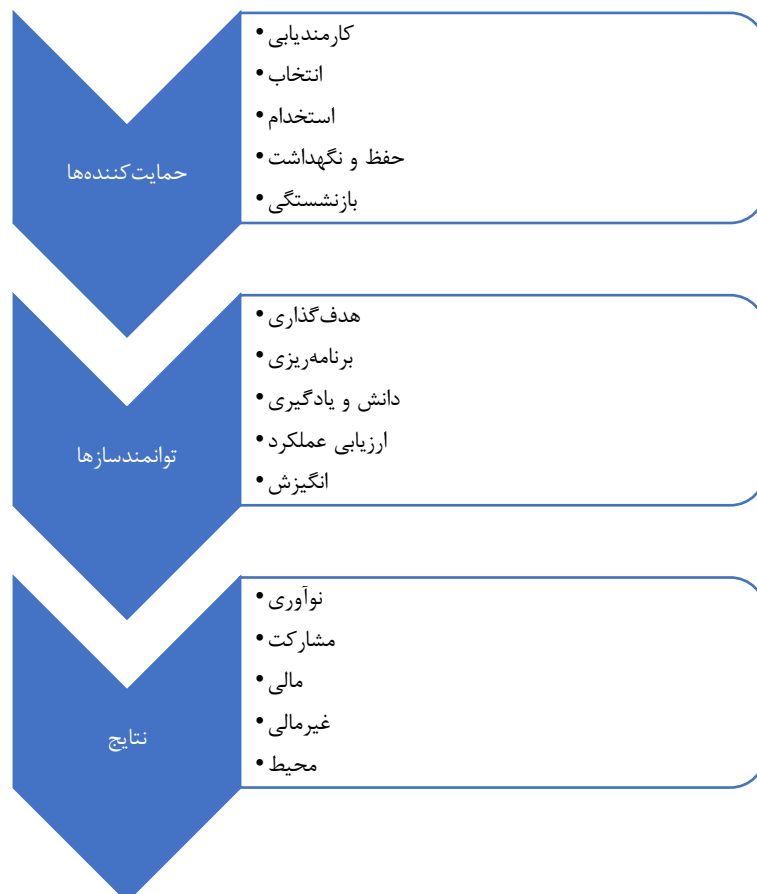 حمایت‌کننده‌ها
•کارمندیابی
•انتخاب
•استخدام
•حفظ و نگهداشت
•بازنشستگی
توانمندسازها
•هدف‌گذاری
•برنامه‌ریزی
•دانش و یادگیری
•ارزیابی عملکرد
•انگیزش
نتایج
•نوآوری
•مشارکت
•مالی
•غیرمالی
•محیط